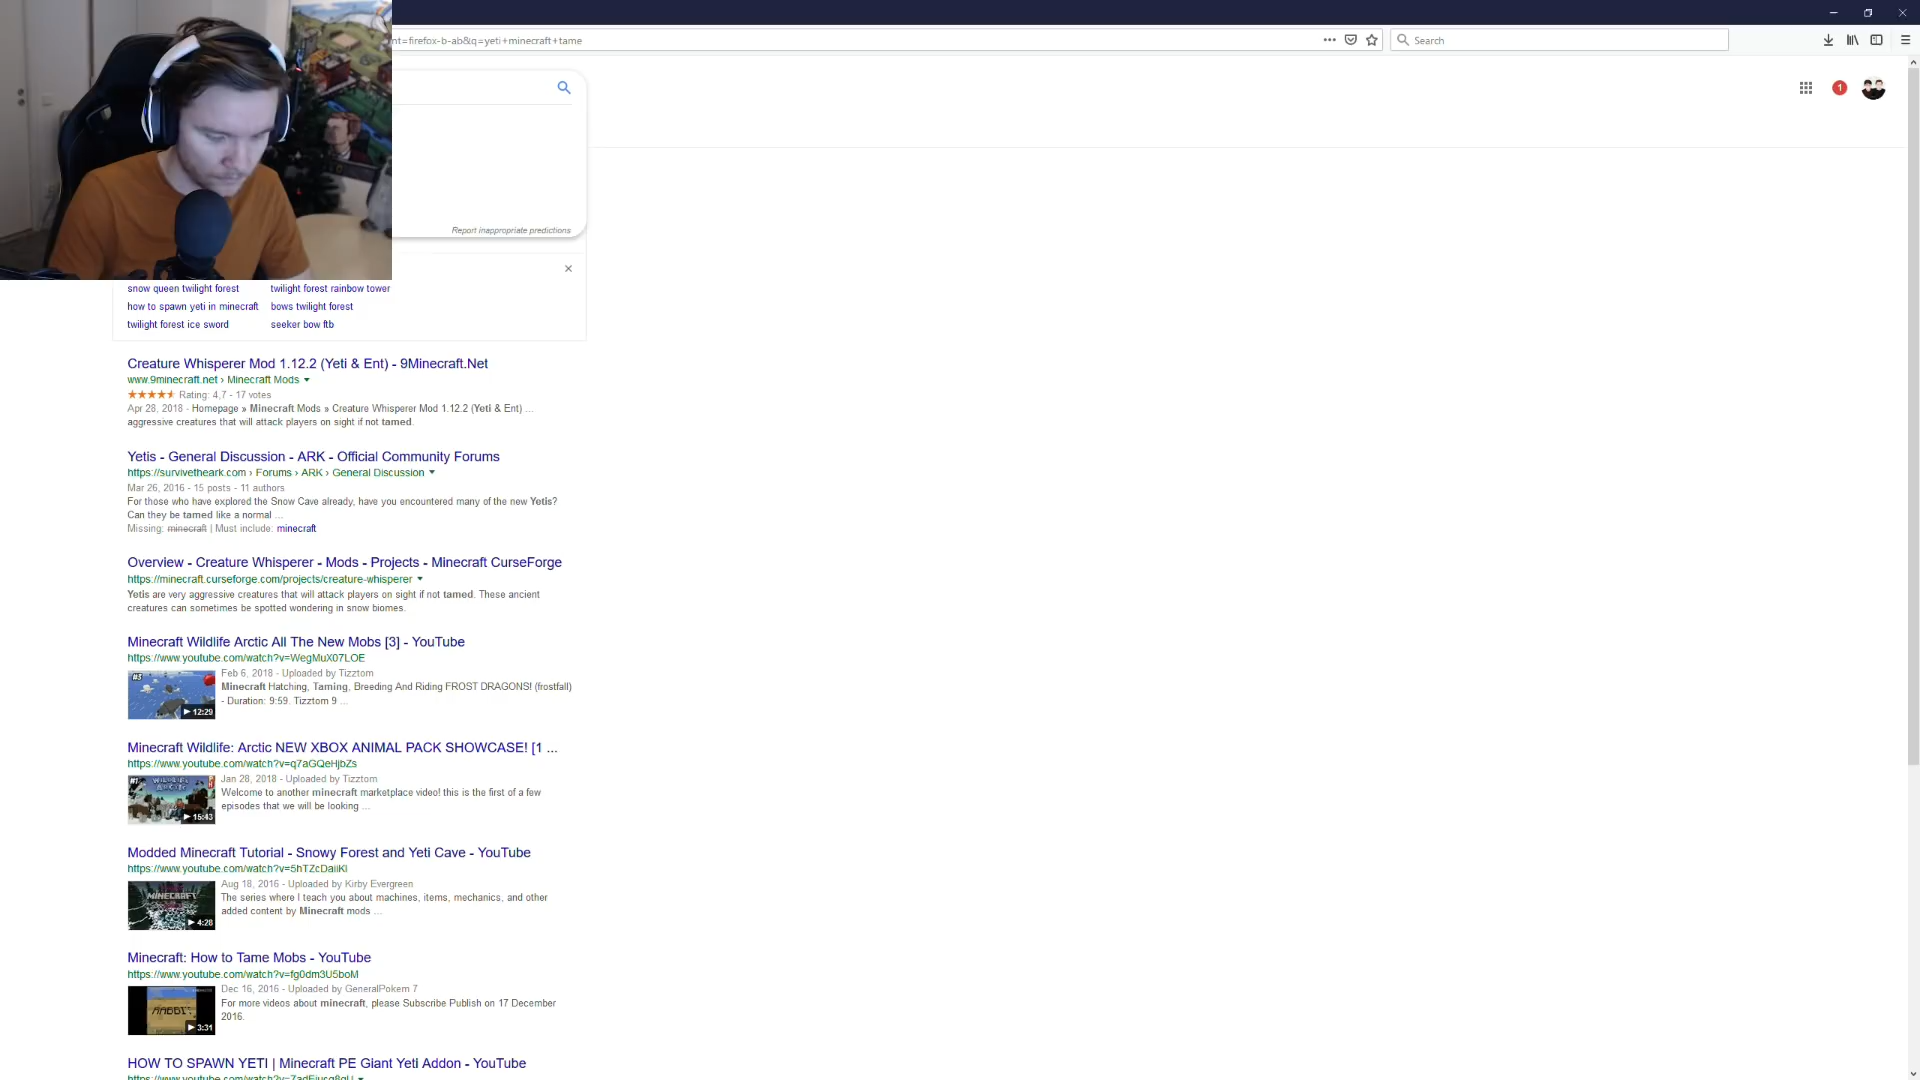 nt=firefox-b-ab&q=yeti+minecraft+tame
Search
1
Report inappropriate predictions
snow queen twilight forest
twilight forest rainbow tower
how to spawn yeti in minecraft
bows twilight forest
twilight forest ice sword
seeker bow ftb
Creature Whisperer Mod 1.12.2 (Yeti & Ent) - 9Minecraft.Net
www.9minecraft.net › Minecraft Mods
Rating: 4,7 - 17 votes
Apr 28, 2018 - Homepage » Minecraft Mods » Creature Whisperer Mod 1.12.2 (Yeti & Ent) ...
aggressive creatures that will attack players on sight if not tamed.
Yetis - General Discussion - ARK - Official Community Forums
https://survivetheark.com › Forums › ARK › General Discussion
Mar 26, 2016 - 15 posts - 11 authors
For those who have explored the Snow Cave already, have you encountered many of the new Yetis?
Can they be tamed like a normal ...
Missing: minecraft | Must include: minecraft
Overview - Creature Whisperer - Mods - Projects - Minecraft CurseForge
https://minecraft.curseforge.com/projects/creature-whisperer
Yetis are very aggressive creatures that will attack players on sight if not tamed. These ancient
creatures can sometimes be spotted wondering in snow biomes.
Minecraft Wildlife Arctic All The New Mobs [3] - YouTube
https://www.youtube.com/watch?v=WegMuX07LOE
#3
12:29
Feb 6, 2018 - Uploaded by Tizztom
Minecraft Hatching, Taming, Breeding And Riding FROST DRAGONS! (frostfall)
- Duration: 9:59. Tizztom 9 ...
Minecraft Wildlife: Arctic NEW XBOX ANIMAL PACK SHOWCASE! [1 ...
https://www.youtube.com/watch?v=q7aGQeHjbZs
#1
WILDLIFE
ARCTIC
15:43
Jan 28, 2018 - Uploaded by Tizztom
Welcome to another minecraft marketplace video! this is the first of a few
episodes that we will be looking ...
Modded Minecraft Tutorial - Snowy Forest and Yeti Cave - YouTube
https://www.youtube.com/watch?v=5hTZcDaiiKI
MINECRAFT
4:28
Aug 18, 2016 - Uploaded by Kirby Evergreen
The series where I teach you about machines, items, mechanics, and other
added content by Minecraft mods ...
Minecraft: How to Tame Mobs - YouTube
https://www.youtube.com/watch?v=fg0dm3U5boM
3:31
Dec 16, 2016 - Uploaded by GeneralPokem 7
For more videos about minecraft, please Subscribe Publish on 17 December
2016.
HOW TO SPAWN YETI | Minecraft PE Giant Yeti Addon - YouTube